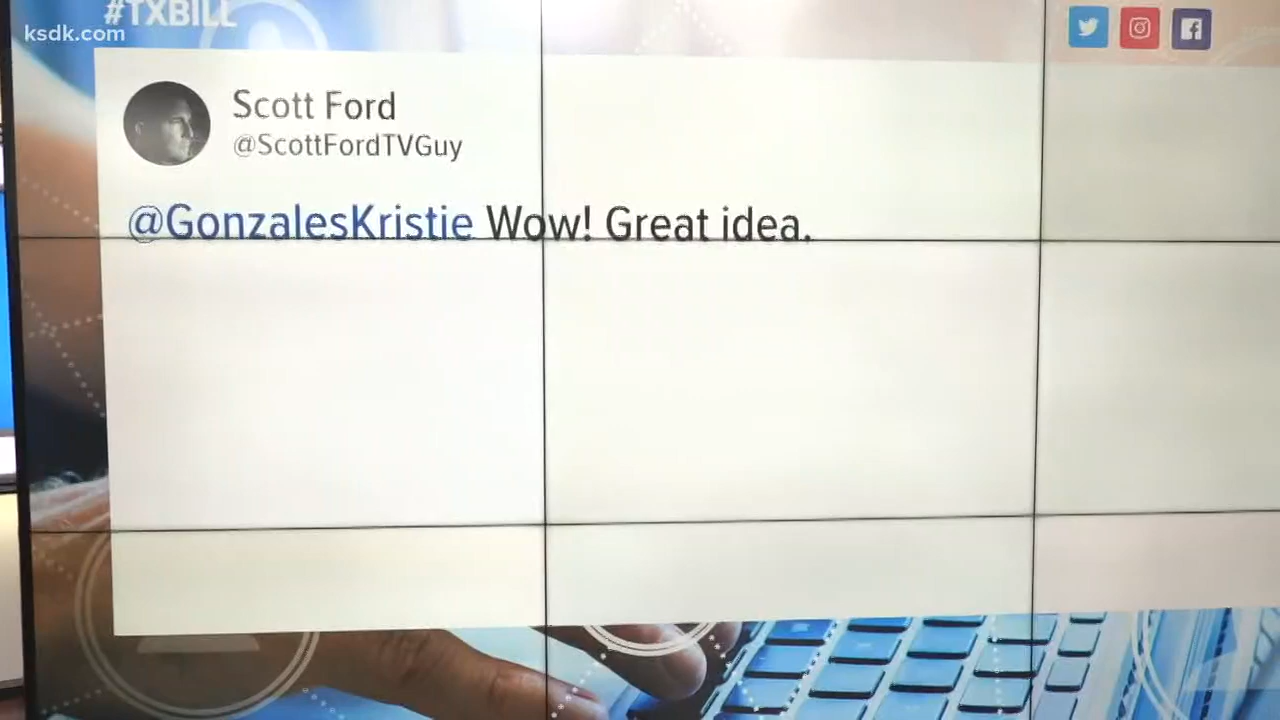 #TXBILL
ksdk.com
Scott Ford
@ScottFordTVGuy
@GonzalesKristie Wow! Great idea.